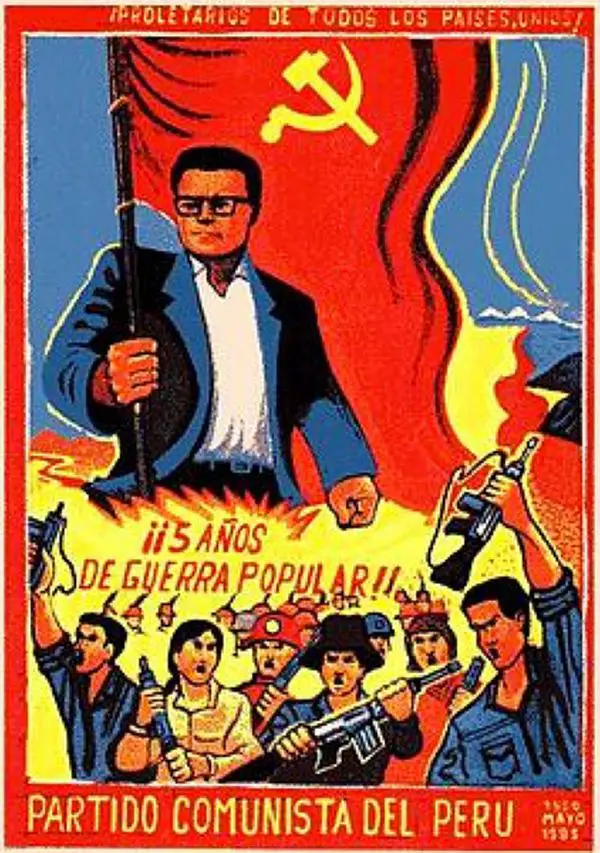 ¡PROLETARIOS DE TODOS LOS PAISES, UNIOS!
¡¡5 AÑOS
DE GUERRA POPULAR!!
PARTIDO COMUNISTA DEL PERU
MAYO
1985